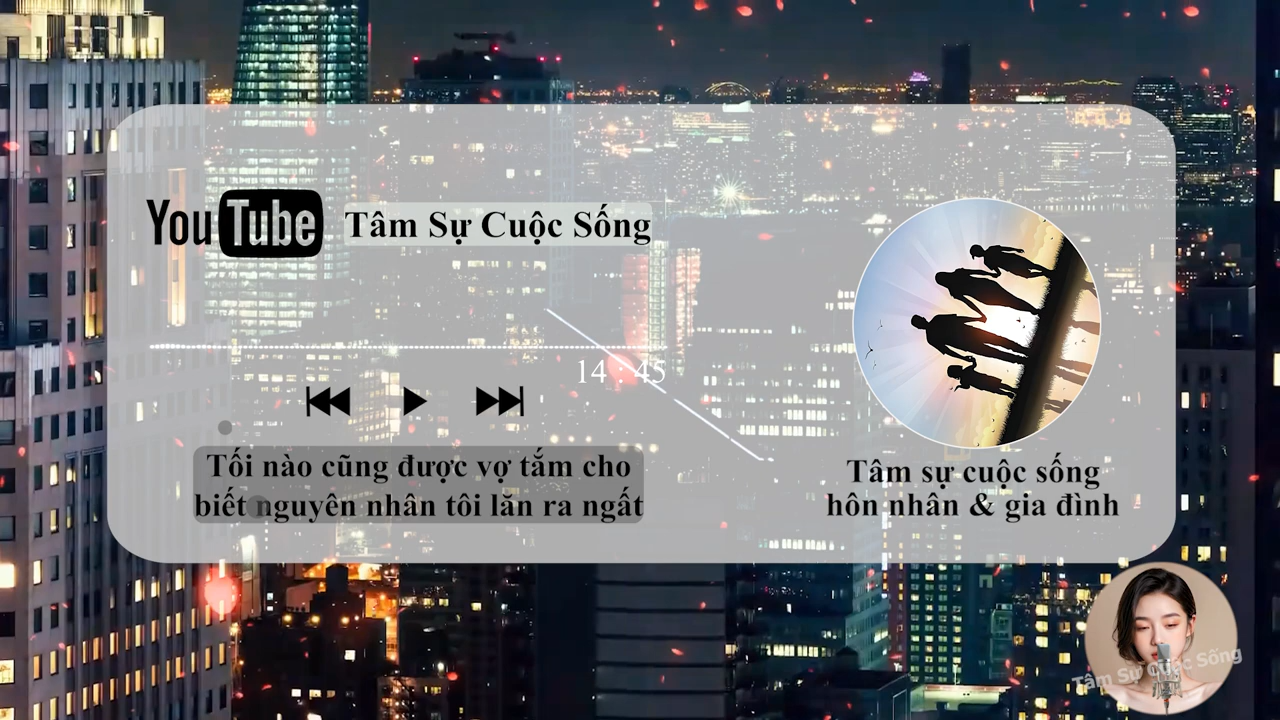 YouTube
Tâm Sự Cuộc Sống
14 : 45
Tối nào cũng được vợ tắm cho
biết nguyên nhân tôi lăn ra ngất
Tâm sự cuộc sống
hôn nhân & gia đình
Tâm Sự Cuộc Sống